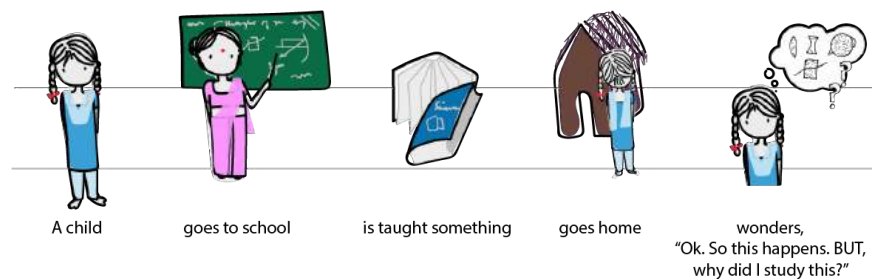 A child
goes to school
is taught something
goes home
wonders,
"Ok. So this happens. BUT,
why did I study this?"